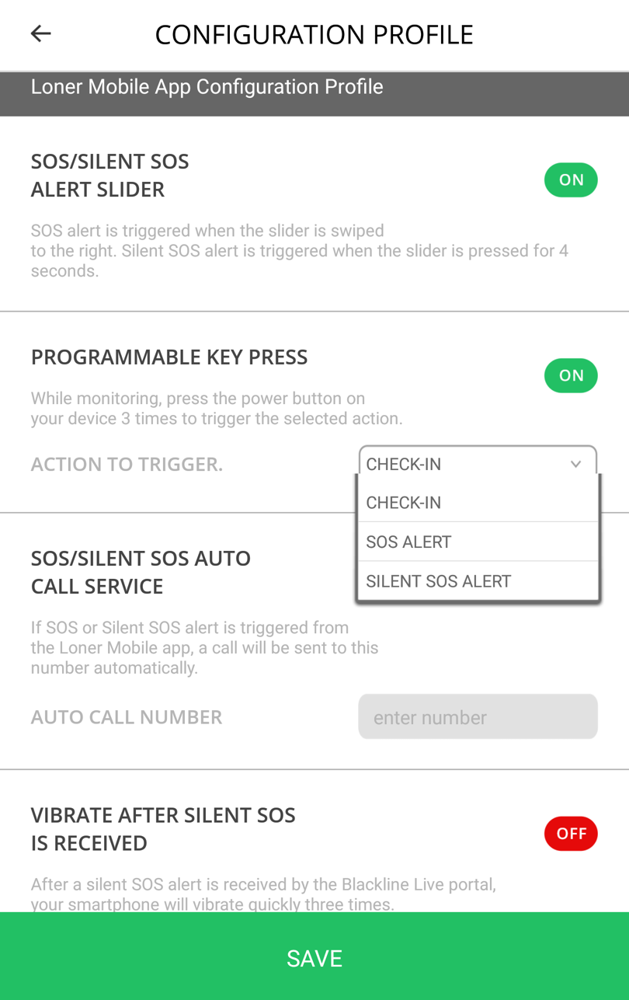 CONFIGURATION PROFILE
Loner Mobile App Configuration Profile
SOS/SILENT SOS
ALERT SLIDER
ON
SOS alert is triggered when the slider is swiped
to the right. Silent SOS alert is triggered when the slider is pressed for 4
seconds.
PROGRAMMABLE KEY PRESS
ON
While monitoring, press the power button on
your device 3 times to trigger the selected action.
ACTION TO TRIGGER.
CHECK-IN
CHECK-IN
SOS ALERT
SILENT SOS ALERT
SOS/SILENT SOS AUTO
CALL SERVICE
If SOS or Silent SOS alert is triggered from
the Loner Mobile app, a call will be sent to this
number automatically.
AUTO CALL NUMBER
enter number
VIBRATE AFTER SILENT SOS
IS RECEIVED
OFF
After a silent SOS alert is received by the Blackline Live portal,
your smartphone will vibrate quickly three times.
SAVE